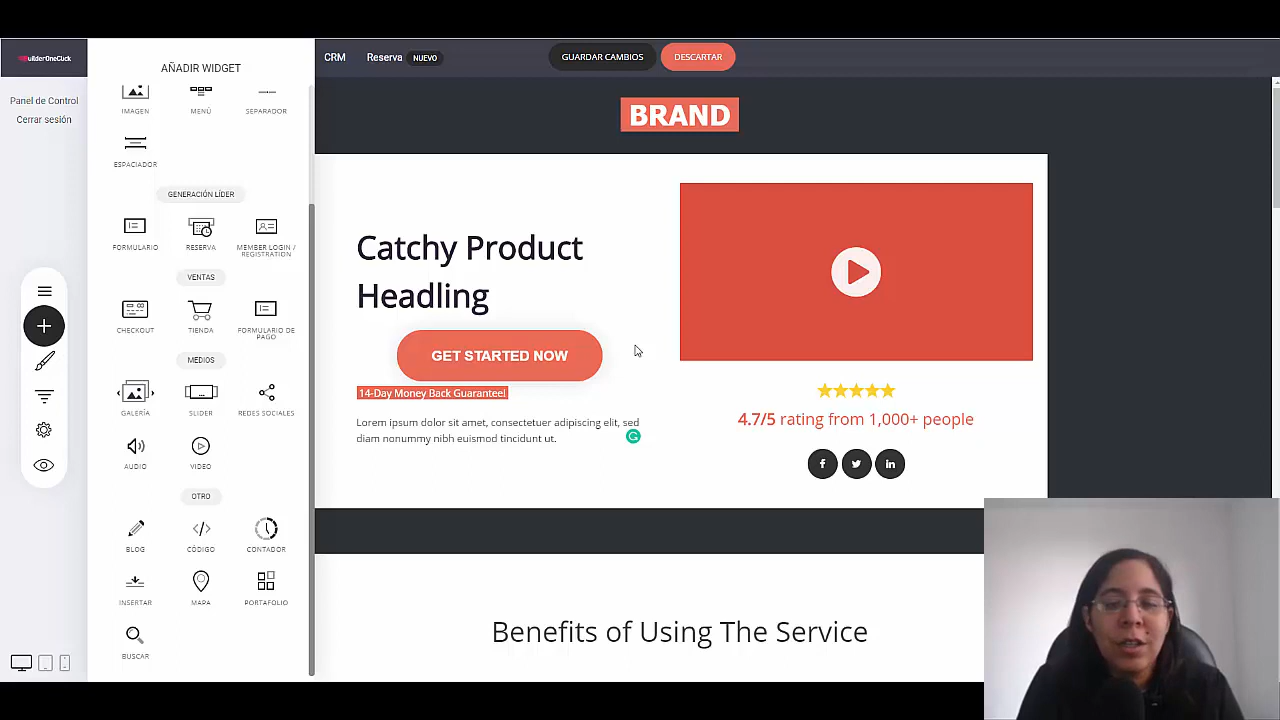 BuilderOneClick
Panel de Control
Cerrar sesión
AÑADIR WIDGET
IMAGEN
MENÚ
SEPARADOR
ESPACIADOR
GENERACIÓN LÍDER
FORMULARIO
RESERVA
MEMBER LOGIN /
REGISTRATION
VENTAS
CHECKOUT
TIENDA
FORMULARIO DE
PAGO
MEDIOS
GALERÍA
SLIDER
REDES SOCIALES
AUDIO
VIDEO
OTRO
BLOG
CÓDIGO
CONTADOR
INSERTAR
MAPA
PORTAFOLIO
BUSCAR
CRM
Reserva NUEVO
GUARDAR CAMBIOS
DESCARTAR
BRAND
Catchy Product
Headling
GET STARTED NOW
14-Day Money Back Guarantee!
Lorem ipsum dolor sit amet, consectetuer adipiscing elit, sed
diam nonummy nibh euismod tincidunt ut.
4.7/5 rating from 1,000+ people
Benefits of Using The Service